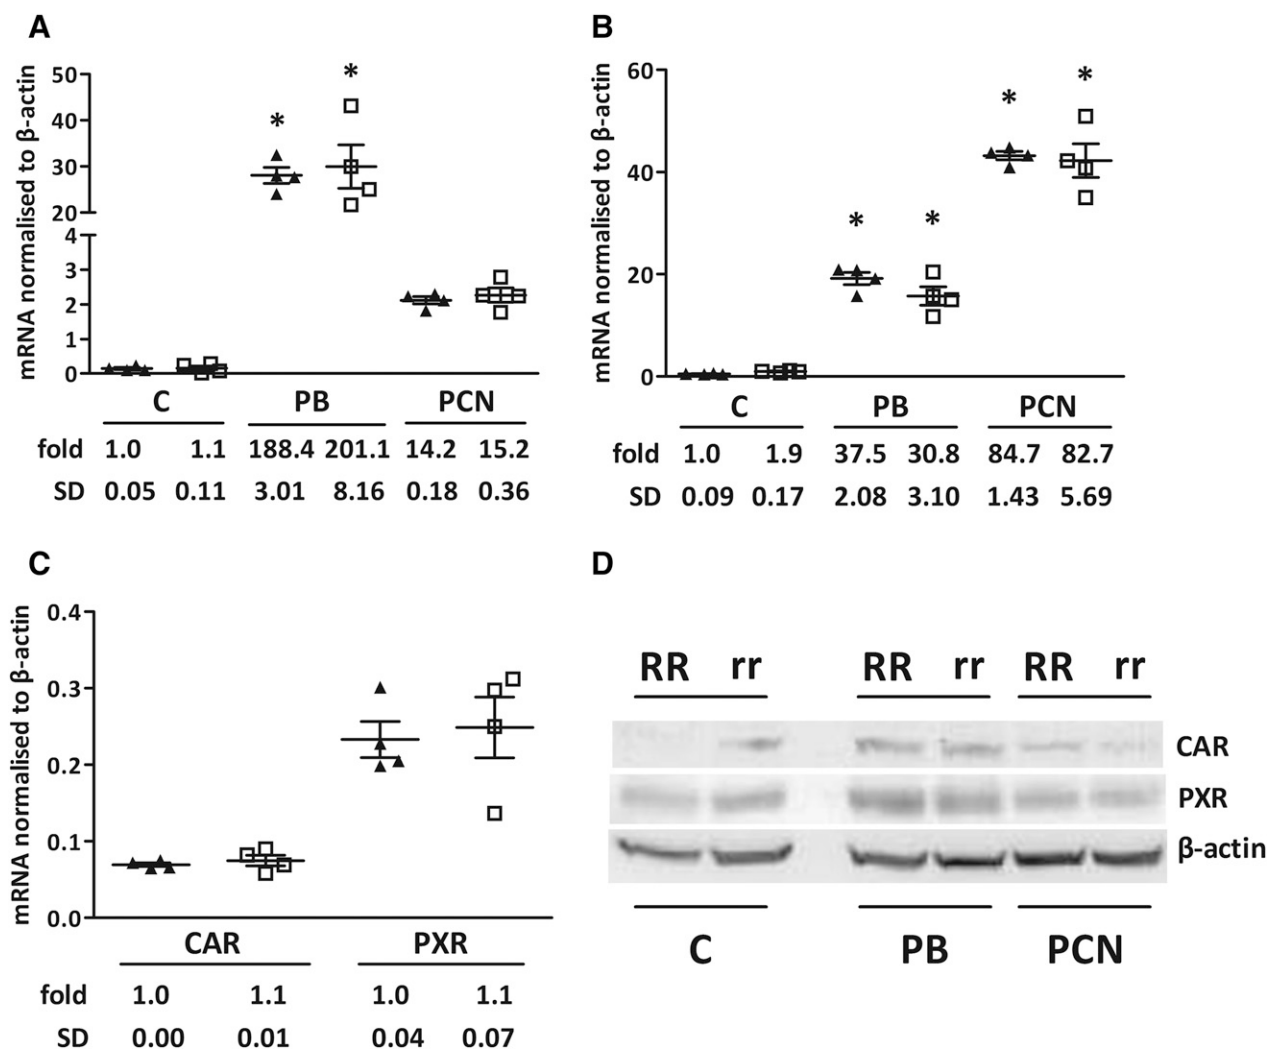 A
mRNA normalised to β-actin
50
40
30
20
4
3
2
1
0
* *
C PB PCN
fold 1.0 1.1 188.4 201.1 14.2 15.2
SD 0.05 0.11 3.01 8.16 0.18 0.36
B
mRNA normalised to β-actin
60
40
20
0
* * * *
C PB PCN
fold 1.0 1.9 37.5 30.8 84.7 82.7
SD 0.09 0.17 2.08 3.10 1.43 5.69
C
mRNA normalised to β-actin
0.4
0.3
0.2
0.1
0.0
CAR PXR
fold 1.0 1.1 1.0 1.1
SD 0.00 0.01 0.04 0.07
D
RR rr RR rr RR rr
CAR
PXR
β-actin
C PB PCN